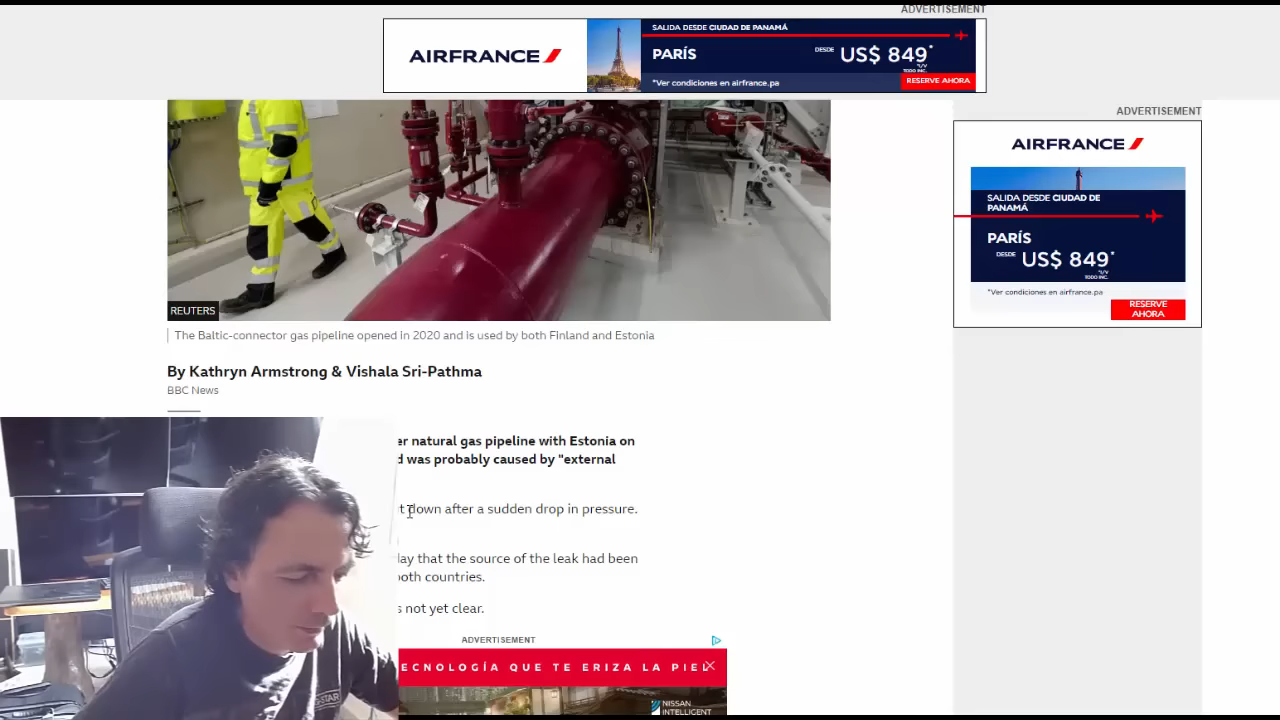 ADVERTISEMENT
AIRFRANCE
SALIDA DESDE CIUDAD DE PANAMÁ
PARÍS
DESDE
US$ 849*
TODO INC.
*Ver condiciones en airfrance.pa
RESERVE AHORA
ADVERTISEMENT
AIRFRANCE
SALIDA DESDE CIUDAD DE
PANAMÁ
PARÍS
DESDE
US$ 849*
TODO INC.
*Ver condiciones en airfrance.pa
RESERVE
AHORA
REUTERS
The Baltic-connector gas pipeline opened in 2020 and is used by both FInland and Estonia
By Kathryn Armstrong & Vishala Sri-Pathma
BBC News
er natural gas pipeline with Estonia on
d was probably caused by "external
t down after a sudden drop in pressure.
lay that the source of the leak had been
both countries.
s not yet clear.
ADVERTISEMENT
ECNOLOGÍA QUE TE ERIZA LA PIEL
NISSAN
INTELLIGENT